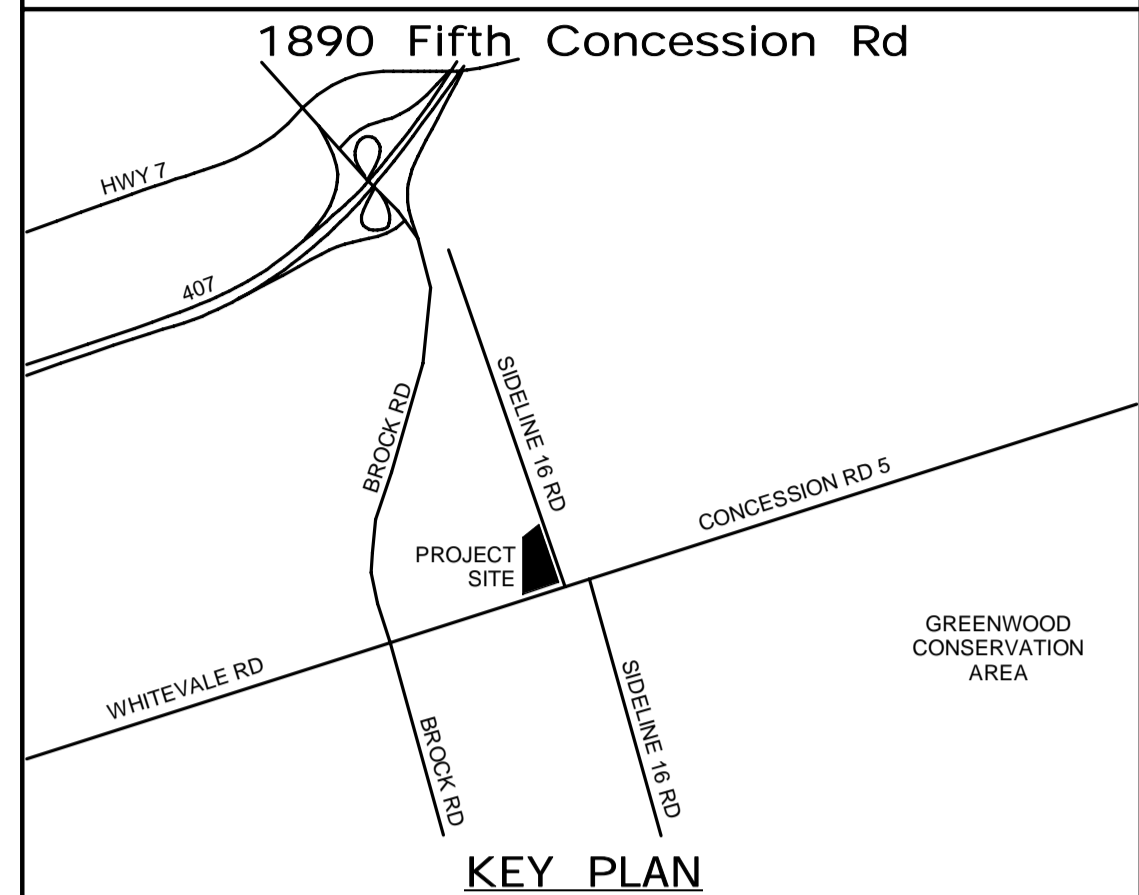 1890 Fifth Concession Rd
HWY 7
407
BROCK RD
SIDELINE 16 RD
CONCESSION RD 5
PROJECT
SITE
GREENWOOD
CONSERVATION
AREA
WHITEVALE RD
BROCK RD
SIDELINE 16 RD
KEY PLAN